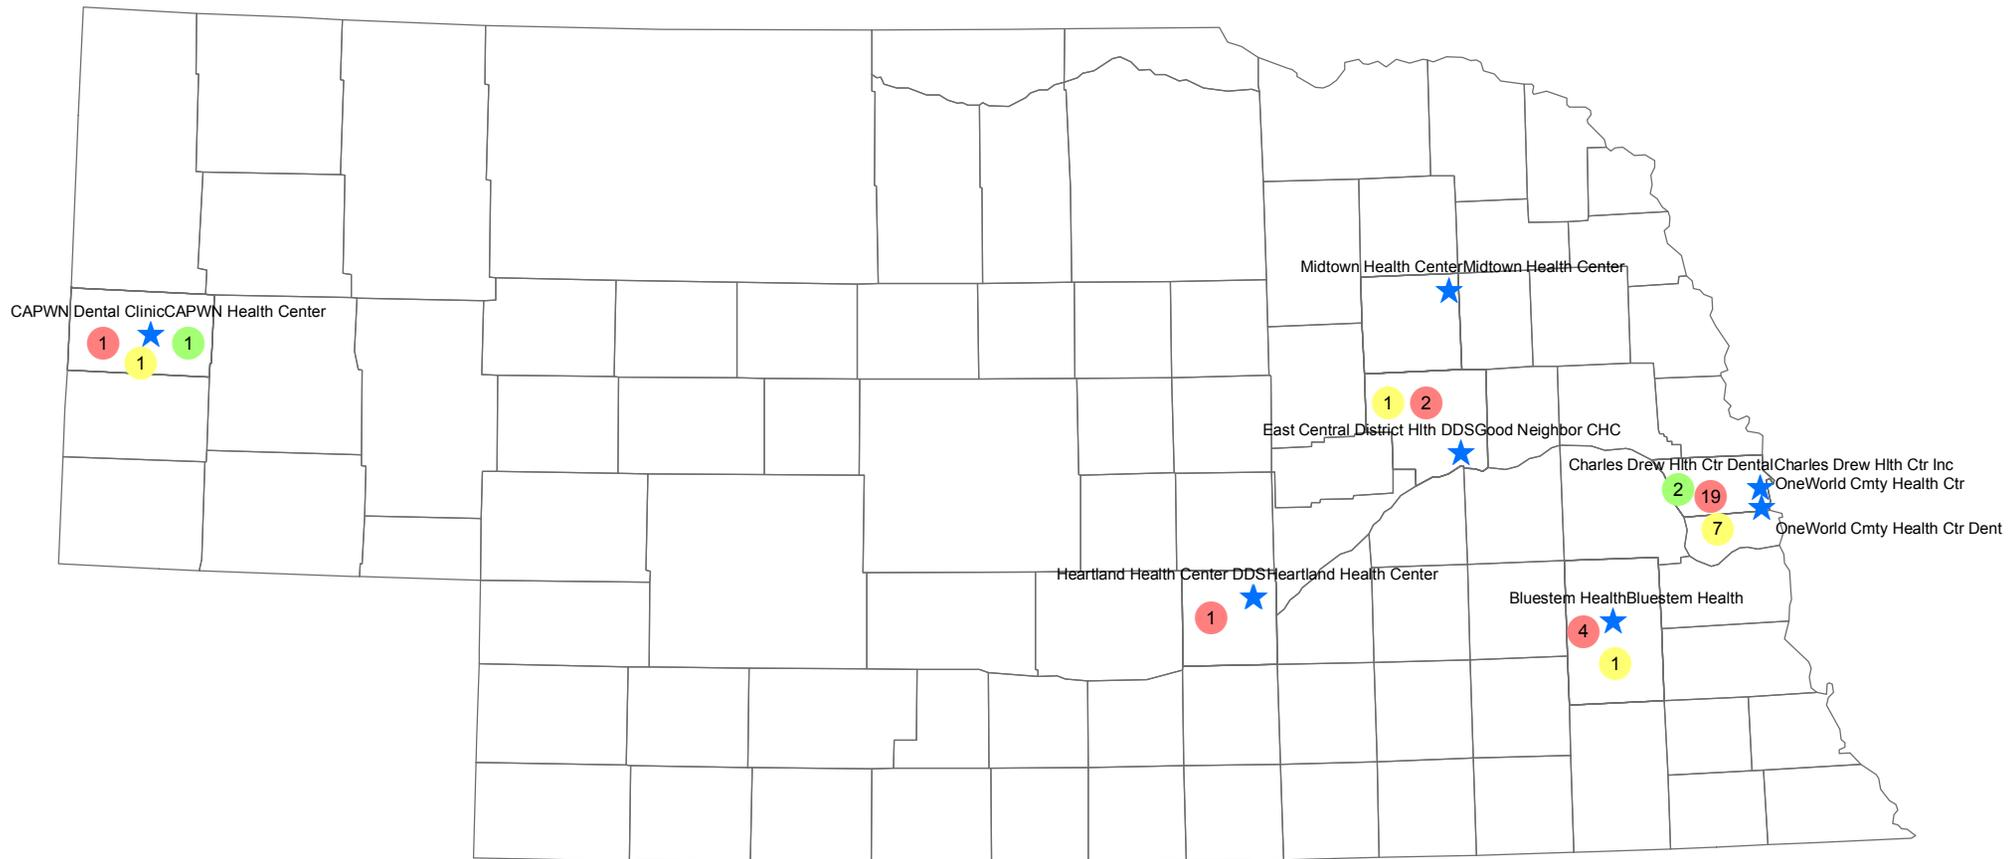 Midtown Health CenterMidtown Health Center
CAPWN Dental ClinicCAPWN Health Center
1
1
1
1
2
East Central District Hlth DDSGood Neighbor CHC
Charles Drew Hlth Ctr DentalCharles Drew Hlth Ctr Inc
OneWorld Cmty Health Ctr
2
19
7
OneWorld Cmty Health Ctr Dent
Heartland Health Center DDSHeartland Health Center
1
Bluestem HealthBluestem Health
4
1